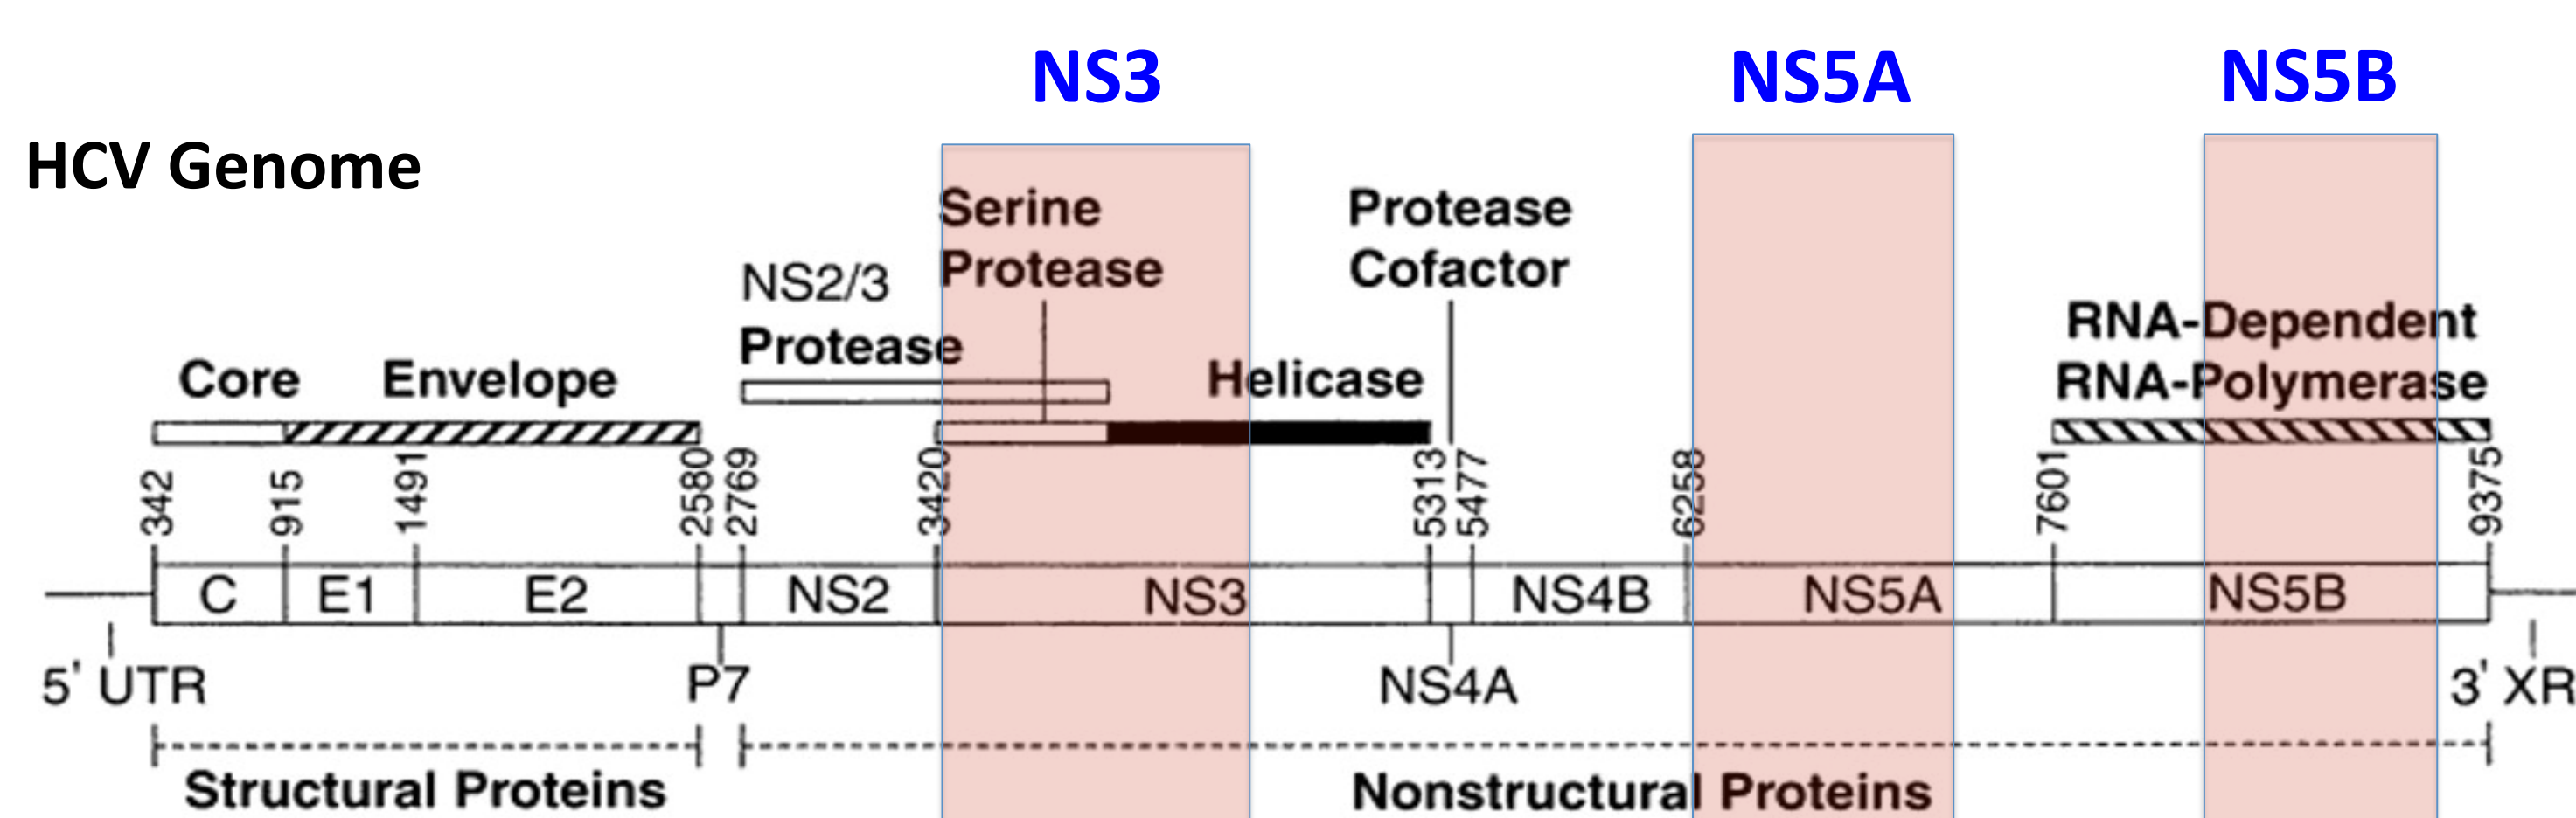 NS3
NS5A
NS5B
HCV Genome
Serine
Protease
Protease
Cofactor
NS2/3
Protease
RNA-Dependent
RNA-Polymerase
Core
Envelope
Helicase
342
915
1491
2580
2769
3420
5313
5477
6258
7601
9375
C
E1
E2
NS2
NS3
NS4B
NS5A
NS5B
5' UTR
P7
NS4A
3' XR
Structural Proteins
Nonstructural Proteins